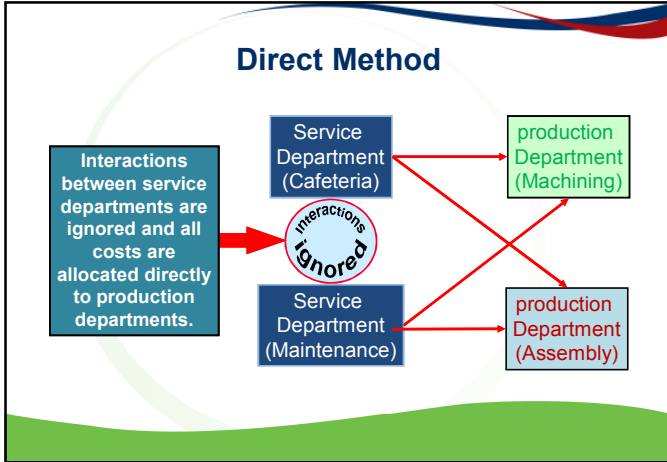 Direct Method
Interactions
between service
departments are
ignored and all
costs are
allocated directly
to production
departments.
Service
Department
(Cafeteria)
Interactions
ignored
Service
Department
(Maintenance)
production
Department
(Machining)
production
Department
(Assembly)